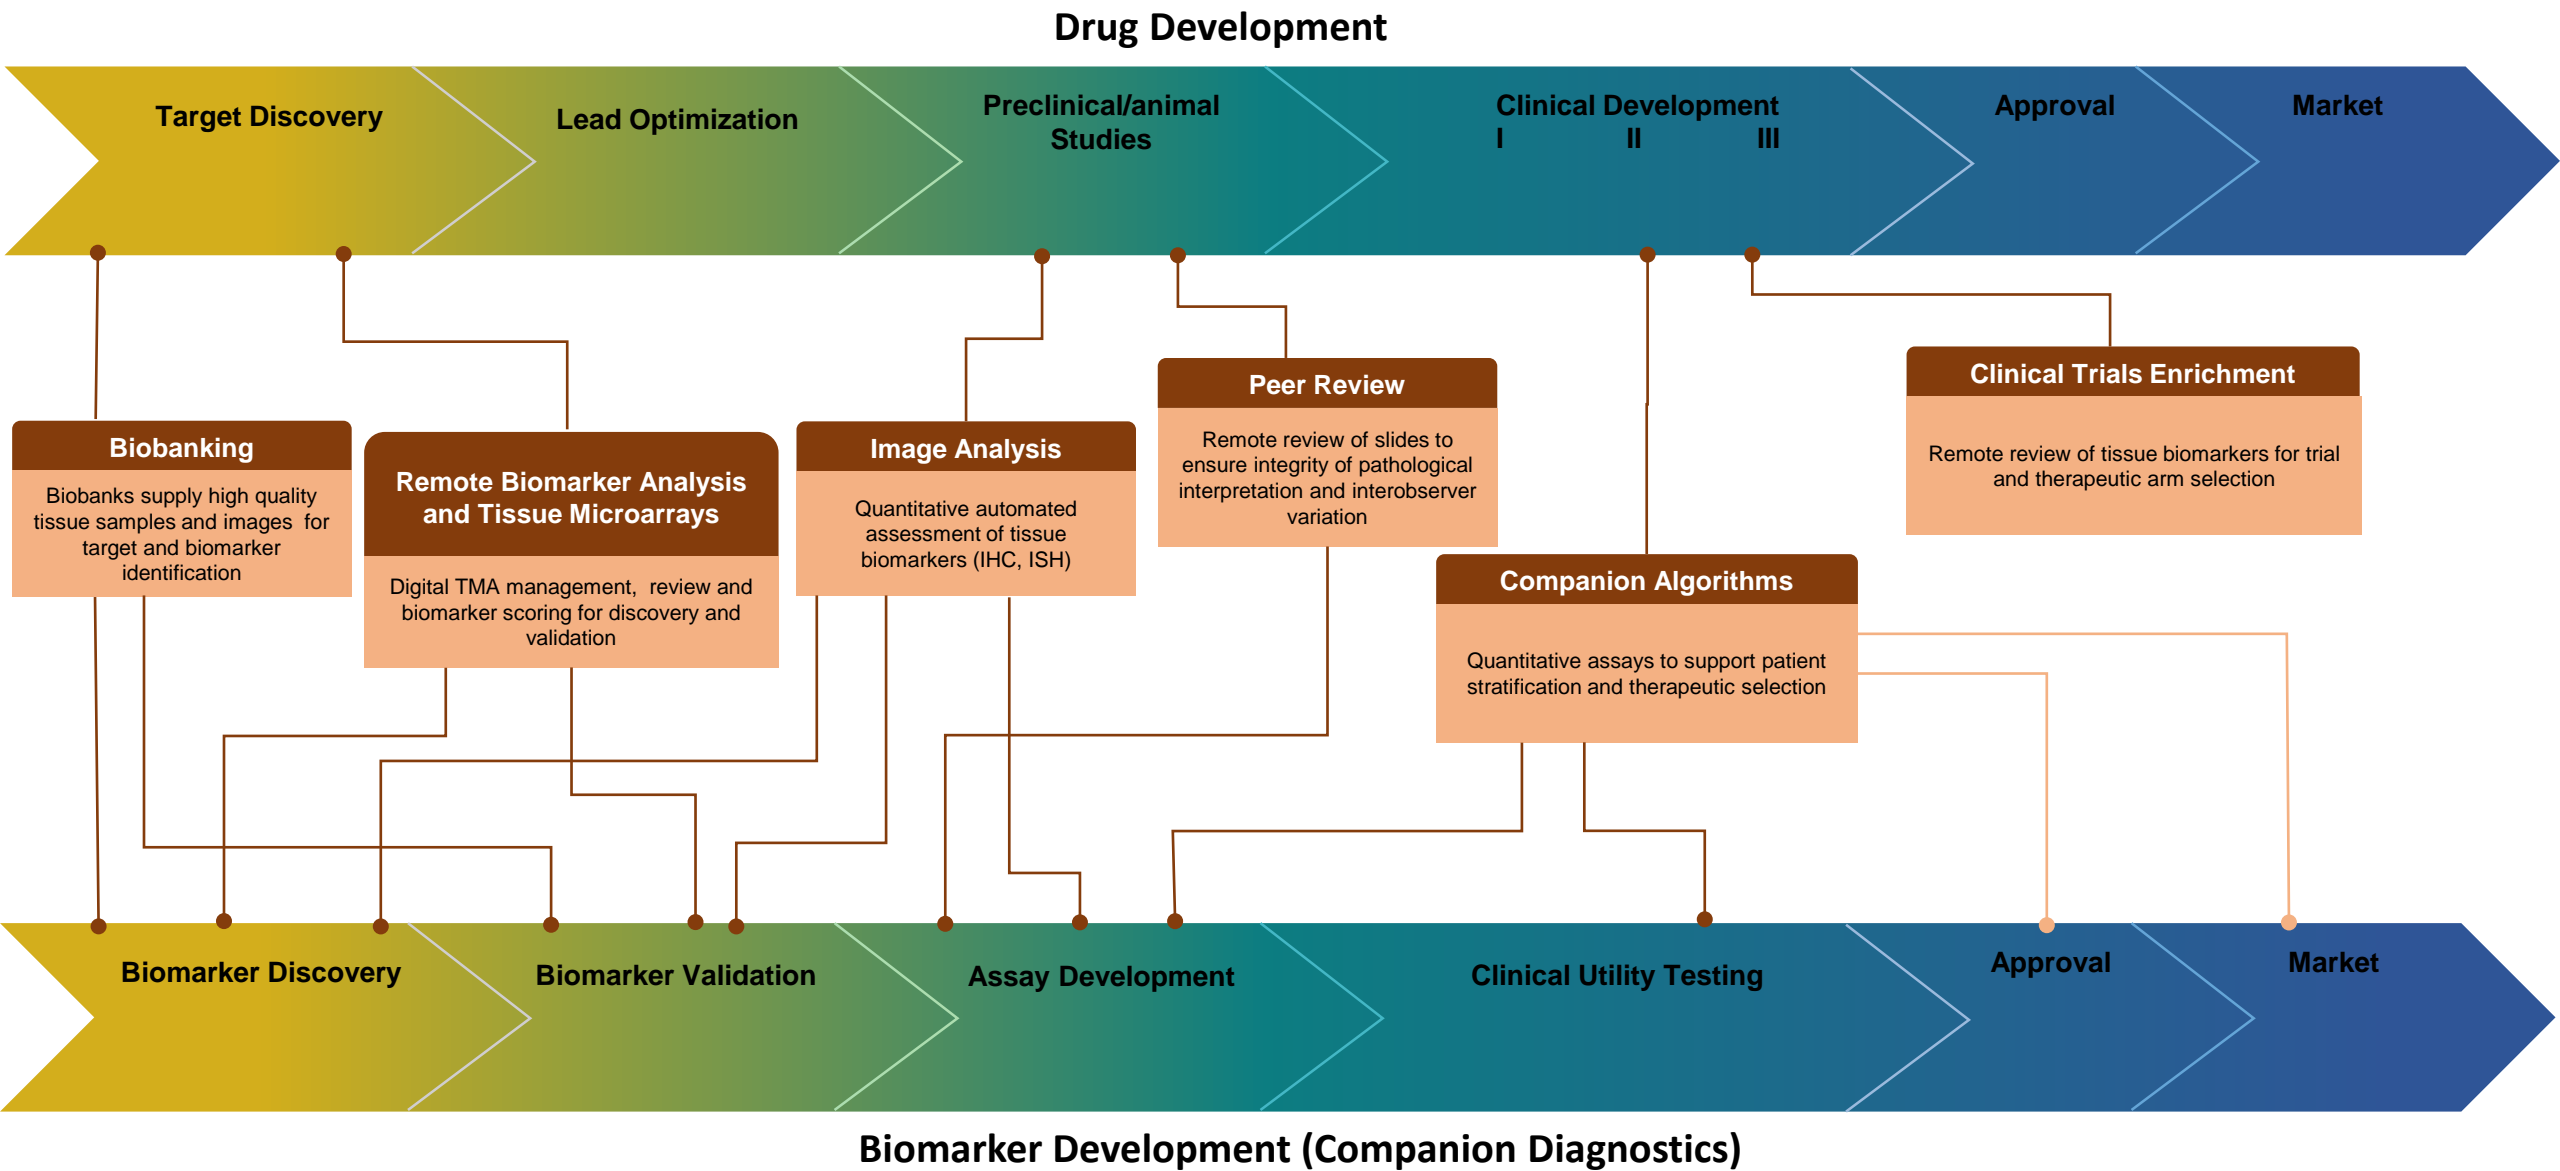 Drug Development
Target Discovery
Lead Optimization
Preclinical/animal
Studies
Clinical Development
I II III
Approval
Market
Biobanking
Biobanks supply high quality
tissue samples and images for
target and biomarker
identification
Remote Biomarker Analysis
and Tissue Microarrays
Digital TMA management, review and
biomarker scoring for discovery and
validation
Image Analysis
Quantitative automated
assessment of tissue
biomarkers (IHC, ISH)
Peer Review
Remote review of slides to
ensure integrity of pathological
interpretation and interobserver
variation
Companion Algorithms
Quantitative assays to support patient
stratification and therapeutic selection
Clinical Trials Enrichment
Remote review of tissue biomarkers for trial
and therapeutic arm selection
Biomarker Discovery
Biomarker Validation
Assay Development
Clinical Utility Testing
Approval
Market
Biomarker Development (Companion Diagnostics)